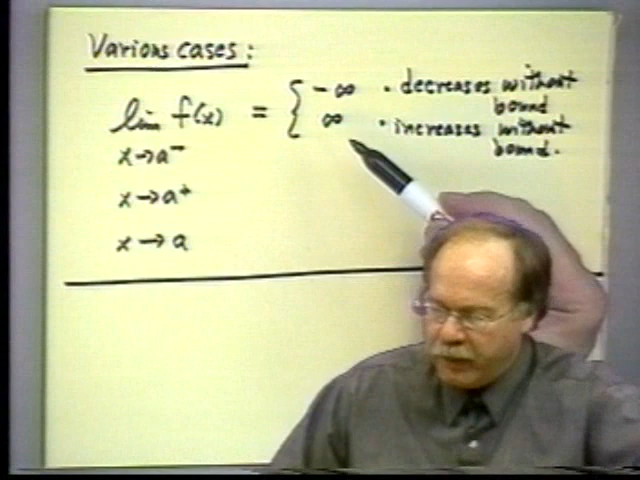 Various cases:
lim f(x) = { -∞ • decreases without bound
∞ • increases without bound.
x→a⁻
x→a⁺
x→a